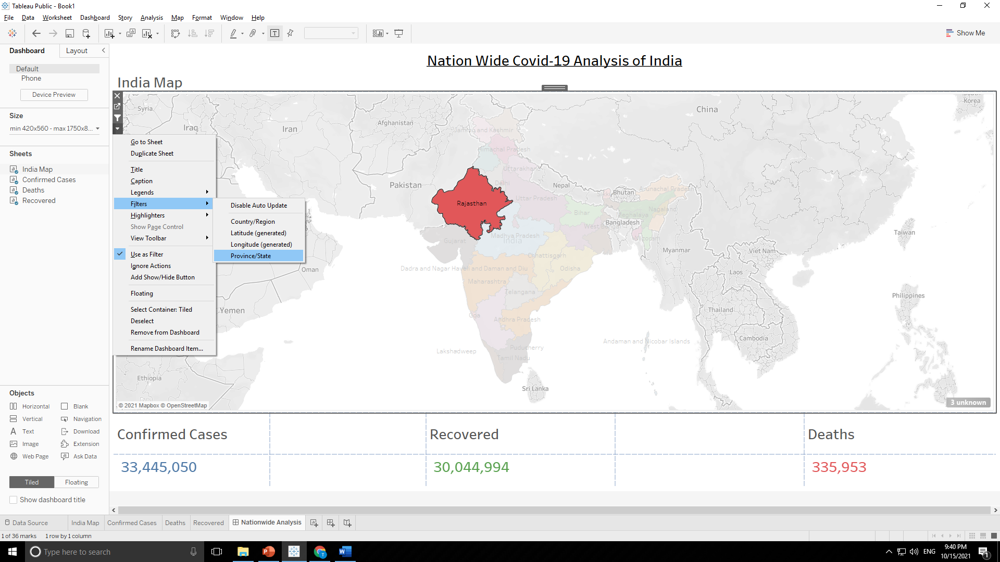 Tableau Public - Book1
File Data Worksheet Dashboard Story Analysis Map Format Window Help
Show Me
Dashboard Layout
Default
Phone
Device Preview
Size
min 420x560 - max 1750x8...
Sheets
India Map
Confirmed Cases
Deaths
Recovered
Objects
Horizontal Blank
Vertical Navigation
Text Download
Image Extension
Web Page Ask Data
Tiled Floating
Show dashboard title
Nation Wide Covid-19 Analysis of India
India Map
Go to Sheet
Duplicate Sheet
Title
Caption
Legends
Filters
Highlighters
Show Page Control
View Toolbar
Use as Filter
Ignore Actions
Add Show/Hide Button
Floating
Select Container: Tiled
Deselect
Remove from Dashboard
Rename Dashboard Item...
Disable Auto Update
Country/Region
Latitude (generated)
Longitude (generated)
Province/State
Syria
Iraq
Iran
Afghanistan
China
South
Korea
Jammu and Kashmir
Himachal Pradesh
Uttarakhand
Delhi
Pakistan
Nepal
Bhutan
Arunachal Pradesh
Rajasthan
Uttar Pradesh
Sikkim
Bihar
Meghalaya
Nagaland
Bangladesh
West Bengal
Taiwan
Gujarat
Madhya Pradesh
India
Mizoram
Myanmar
Viet Nam
Chhattisgarh
Oman
Dadra and Nagar Haveli and Daman and Diu
Odisha
Laos
Maharashtra
Telangana
Philippines
Yemen
Thailand
Goa
Andhra Pradesh
Cambodia
Andaman and Nicobar Islands
Lakshadweep
Puducherry
Tamil Nadu
Ethiopia
Sri Lanka
© 2021 Mapbox © OpenStreetMap
3 unknown
Confirmed Cases Recovered Deaths
33,445,050 30,044,994 335,953
Data Source India Map Confirmed Cases Deaths Recovered Nationwide Analysis
1 of 36 marks 1 row by 1 column
Type here to search
ENG
9:40 PM
10/15/2021
1